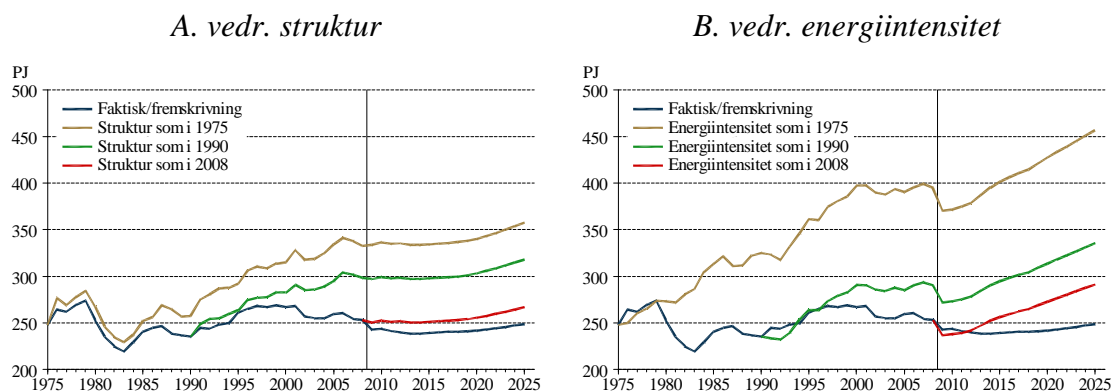 A. vedr. struktur
PJ
500
450
400
350
300
250
200
Faktisk/fremskrivning
Struktur som i 1975
Struktur som i 1990
Struktur som i 2008
1975 1980 1985 1990 1995 2000 2005 2010 2015 2020 2025
B. vedr. energiintensitet
PJ
500
450
400
350
300
250
200
Faktisk/fremskrivning
Energiintensitet som i 1975
Energiintensitet som i 1990
Energiintensitet som i 2008
1975 1980 1985 1990 1995 2000 2005 2010 2015 2020 2025